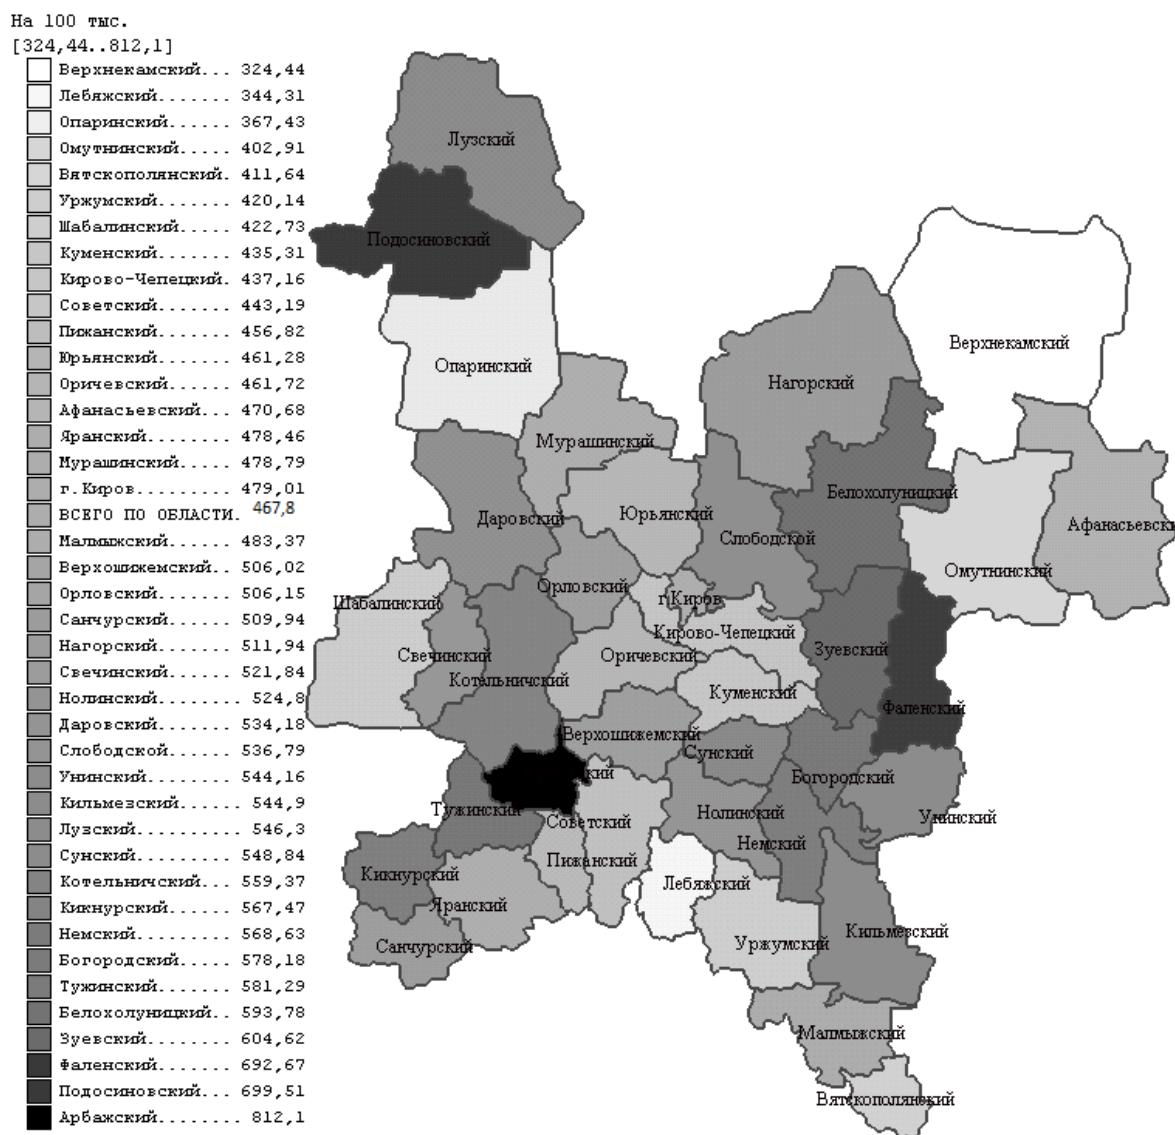 На 100 тыс.
[324,44..812,1]
Верхнекамский... 324,44
Лебяжский....... 344,31
Опаринский...... 367,43
Омутнинский..... 402,91
Вятскополянский. 411,64
Уржумский....... 420,14
Шабалинский..... 422,73
Куменский....... 435,31
Кирово-Чепецкий. 437,16
Советский....... 443,19
Пижанский....... 456,82
Юрьянский....... 461,28
Оричевский...... 461,72
Афанасьевский... 470,68
Яранский........ 478,46
Мурашинский..... 478,79
г.Киров......... 479,01
ВСЕГО ПО ОБЛАСТИ. 467,8
Малмыжский...... 483,37
Верхошижемский.. 506,02
Орловский....... 506,15
Санчурский...... 509,94
Нагорский....... 511,94
Свечинский...... 521,84
Нолинский....... 524,8
Даровский....... 534,18
Слободской...... 536,79
Унинский........ 544,16
Кильмезский..... 544,9
Лузский......... 546,3
Сунский......... 548,84
Котельничский... 559,37
Кикнурский...... 567,47
Немский......... 568,63
Богородский..... 578,18
Тужинский....... 581,29
Белохолуницкий.. 593,78
Зуевский........ 604,62
Фаленский....... 692,67
Подосиновский... 699,51
Арбажский........ 812,1
Лузский
Подосиновский
Опаринский
Верхнекамский
Нагорский
Мурашинский
Белохолуницкий
Юрьянский
Даровский
Слободской
Афанасьевски
Омутнинский
Орловский
Шабалинский
г.Киров
Кирово-Чепецкий
Свечинский
Оричевский
Зуевский
Котельничский
Куменский
Фаленский
Верхошижемский
Сунский
кий
Богородский
Тужинский
Советский
Нолинский
Унинский
Немский
Пижанский
Кикнурский
Лебяжский
Яранский
Санчурский
Уржумский
Кильмезский
Малмыжский
Вятскополянский